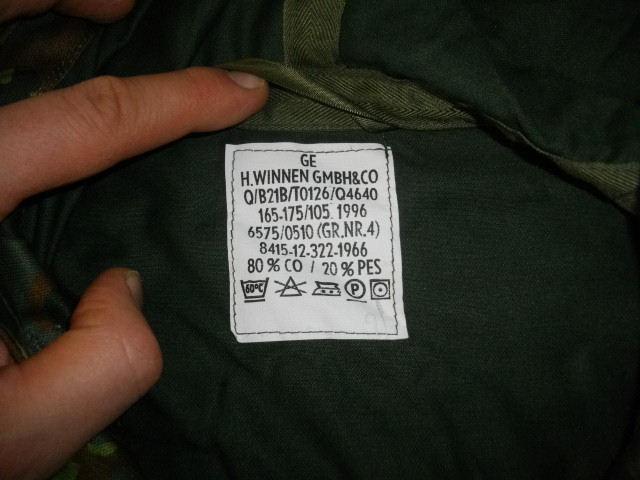 GE
H.WINNEN GMBH&CO
Q/B21B/T0126/Q4640
165-175/105. 1996
6575/0510 (GR.NR.4)
8415-12-322-1966
80 % CO / 20 % PES
60°C P